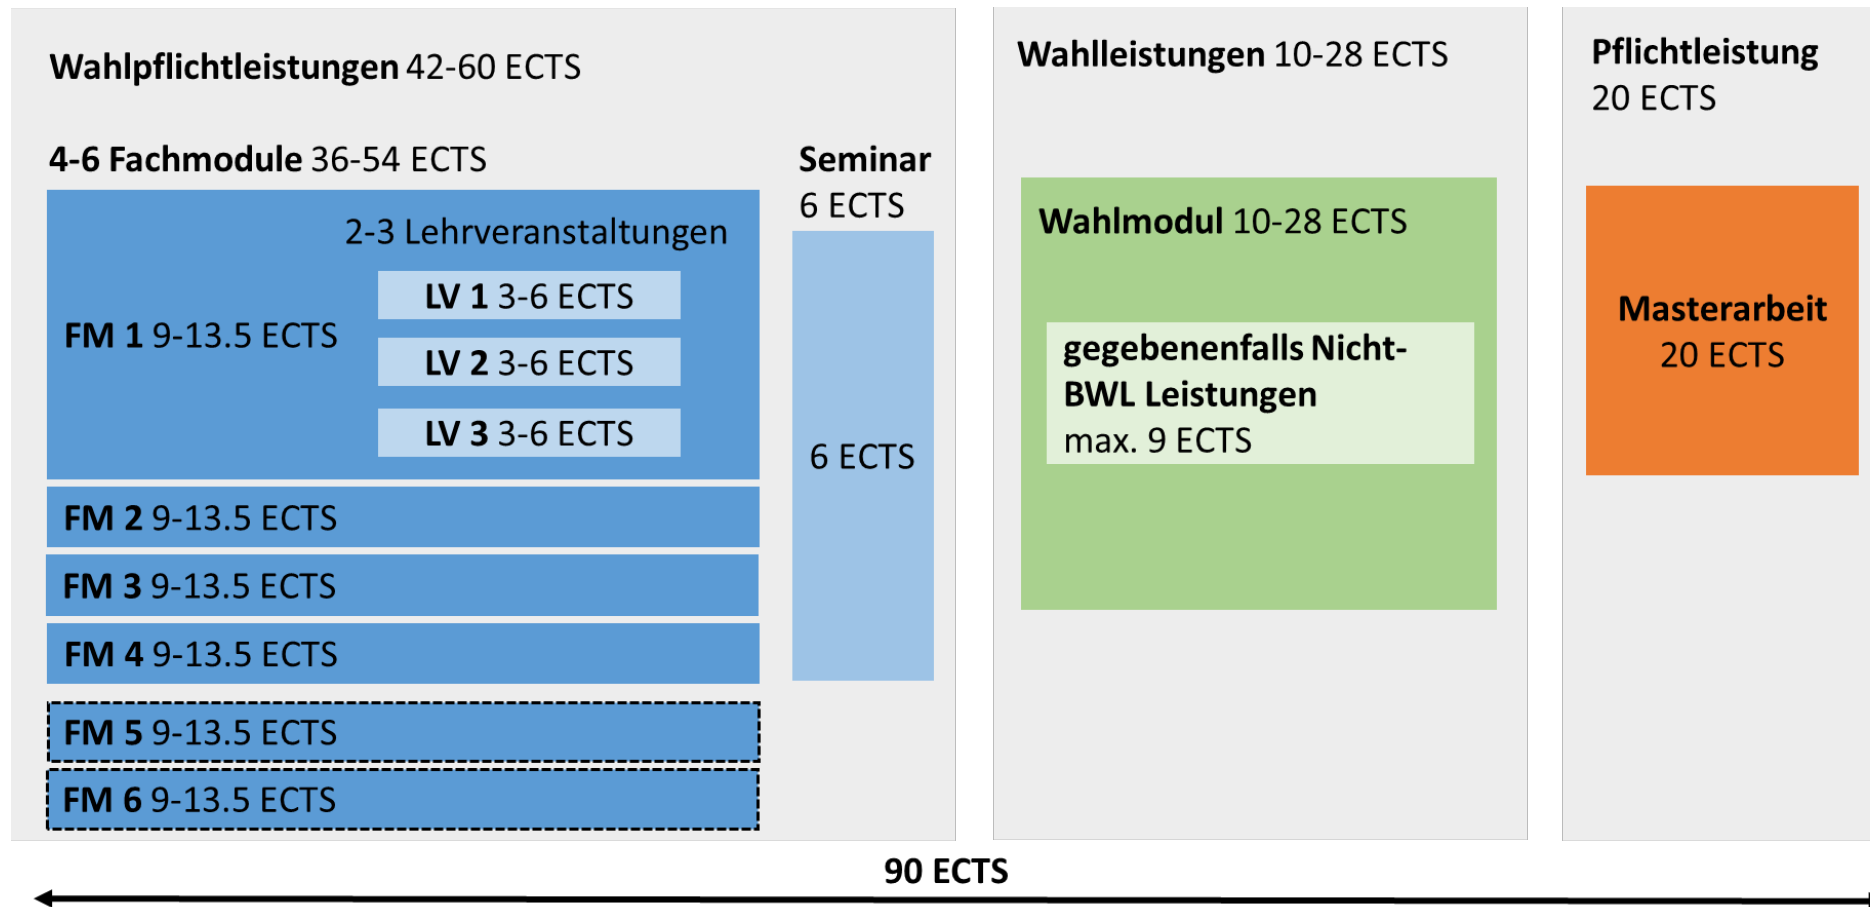 Wahlpflichtleistungen 42-60 ECTS
4-6 Fachmodule 36-54 ECTS
2-3 Lehrveranstaltungen
FM 1 9-13.5 ECTS
LV 1 3-6 ECTS
LV 2 3-6 ECTS
LV 3 3-6 ECTS
FM 2 9-13.5 ECTS
FM 3 9-13.5 ECTS
FM 4 9-13.5 ECTS
FM 5 9-13.5 ECTS
FM 6 9-13.5 ECTS
Seminar
6 ECTS
6 ECTS
Wahlleistungen 10-28 ECTS
Wahlmodul 10-28 ECTS
gegebenenfalls Nicht-
BWL Leistungen
max. 9 ECTS
Pflichtleistung
20 ECTS
Masterarbeit
20 ECTS
90 ECTS